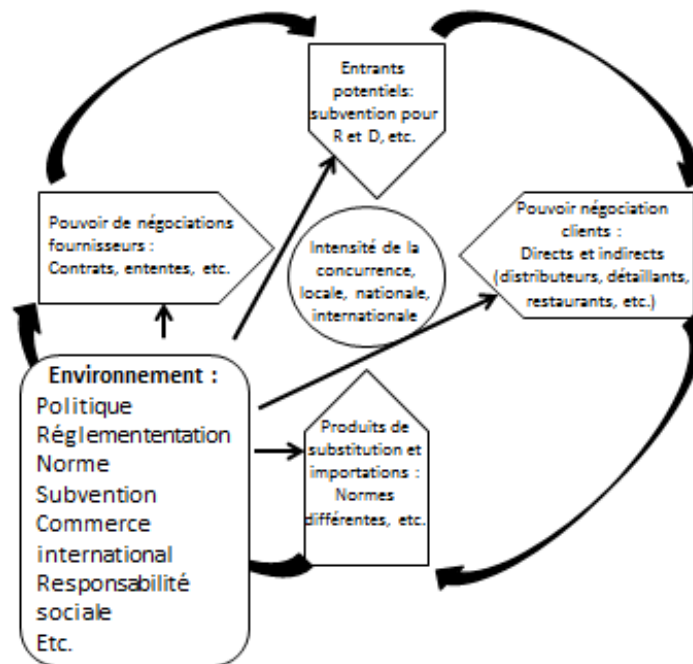 Entrants
potentiels:
subvention pour
R et D, etc.
Pouvoir de négociations
fournisseurs :
Contrats, ententes, etc.
Intensité de la
concurrence,
locale, nationale,
internationale
Pouvoir négociation
clients :
Directs et indirects
(distributeurs, détaillants,
restaurants, etc.)
Environnement :
Politique
Réglemententation
Norme
Subvention
Commerce
international
Responsabilité
sociale
Etc.
Produits de
substitution et
importations :
Normes
différentes, etc.